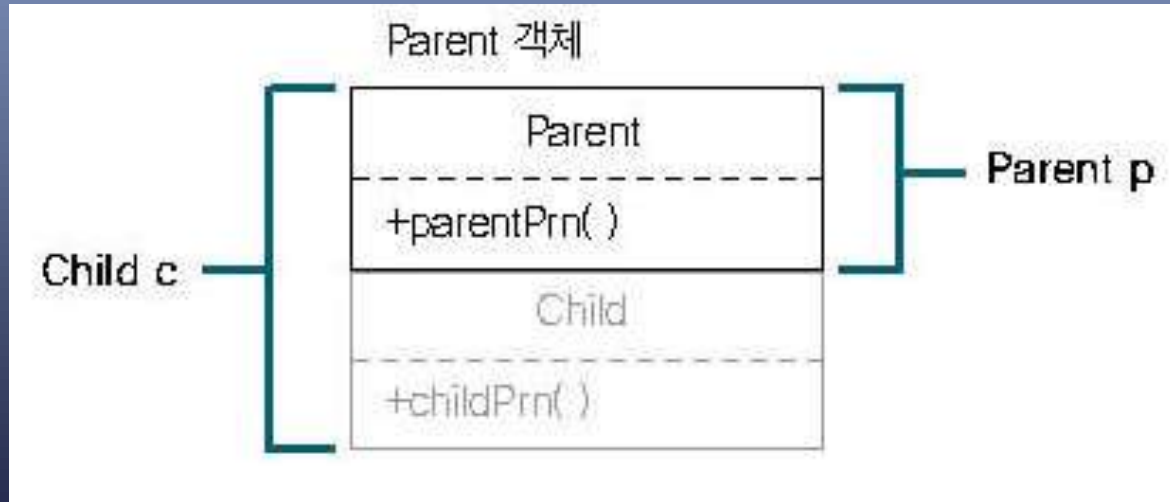 Parent 객체
Parent
+parentPrn( )
Parent p
Child c
Child
+childPrn( )